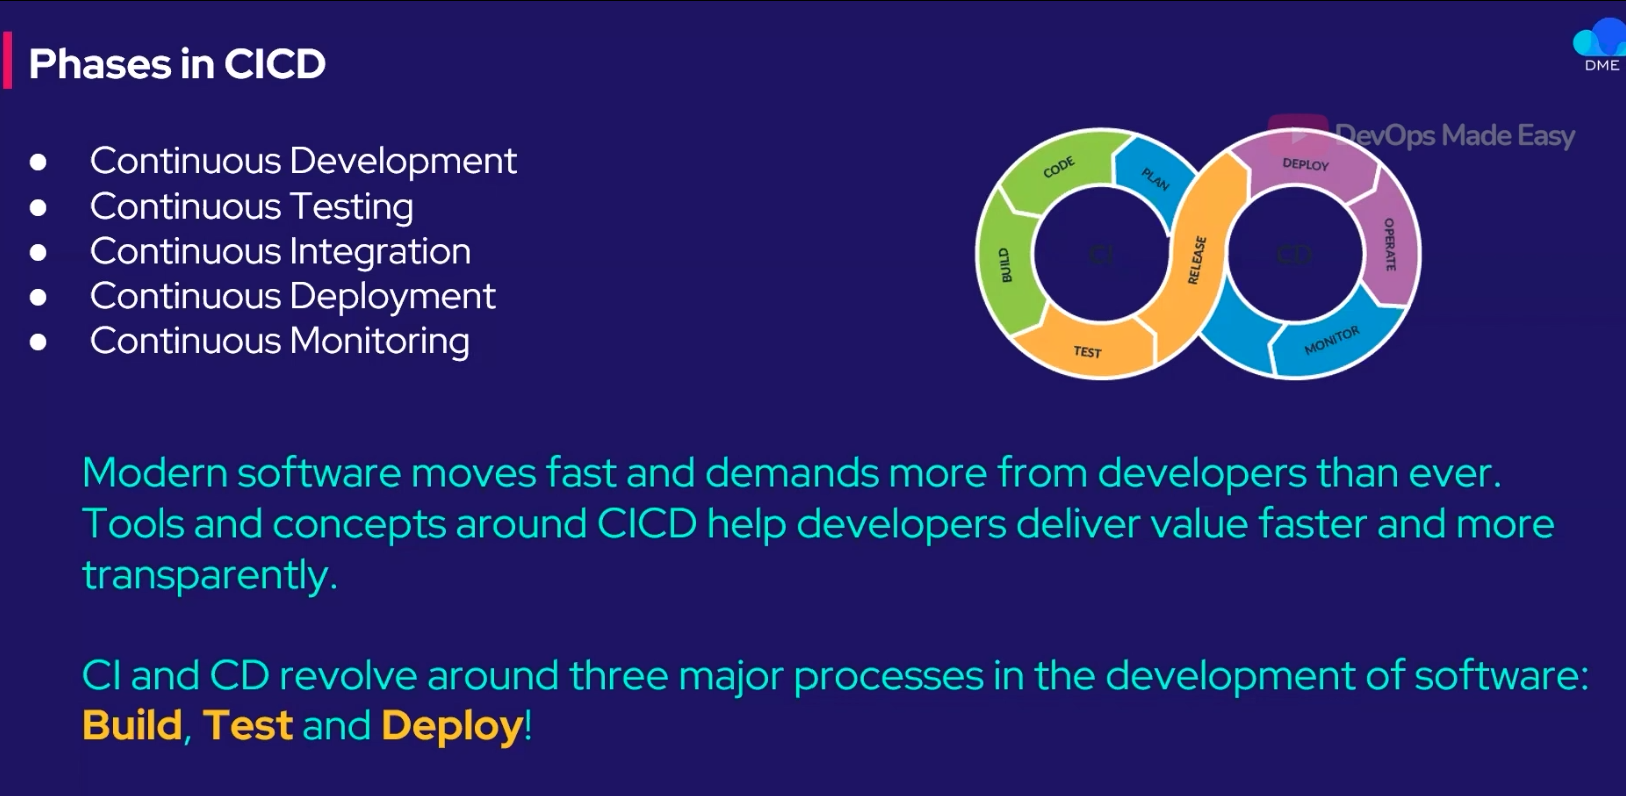 Phases in CICD
DME
● Continuous Development
● Continuous Testing
● Continuous Integration
● Continuous Deployment
● Continuous Monitoring
DevOps Made Easy
CODE
PLAN
BUILD
CI
TEST
RELEASE
DEPLOY
OPERATE
CD
MONITOR
Modern software moves fast and demands more from developers than ever.
Tools and concepts around CICD help developers deliver value faster and more
transparently.
CI and CD revolve around three major processes in the development of software:
Build, Test and Deploy!